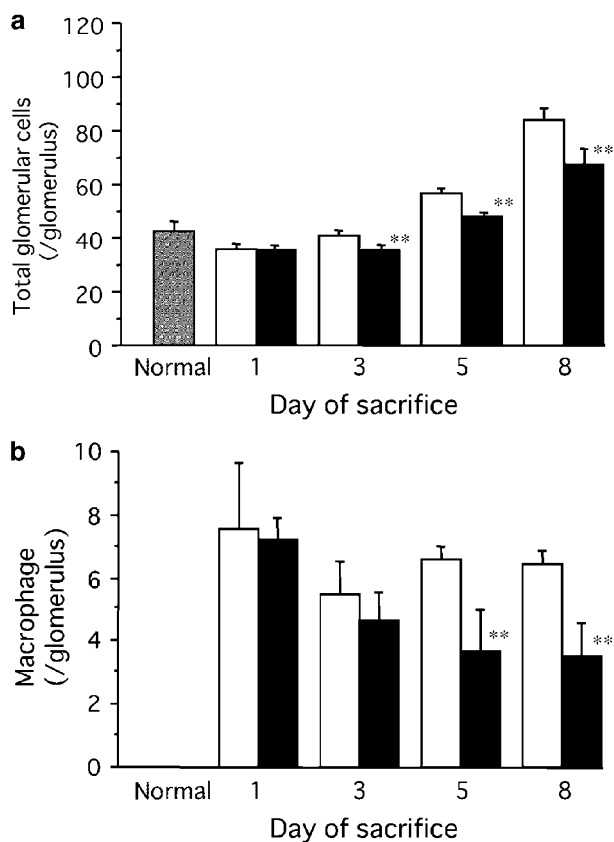 a
Total glomerular cells
(/glomerulus)
120
100
80
60
40
20
0
**
**
**
Normal 1 3 5 8
Day of sacrifice
b
Macrophage
(/glomerulus)
10
8
6
4
2
0
**
**
Normal 1 3 5 8
Day of sacrifice